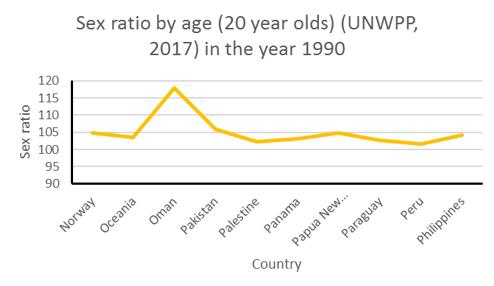 Sex ratio by age (20 year olds) (UNWPP,
2017) in the year 1990
120
115
110
105
100
95
90
Sex ratio
Norway
Oceania
Oman
Pakistan
Palestine
Panama
Papua New...
Paraguay
Peru
Philippines
Country